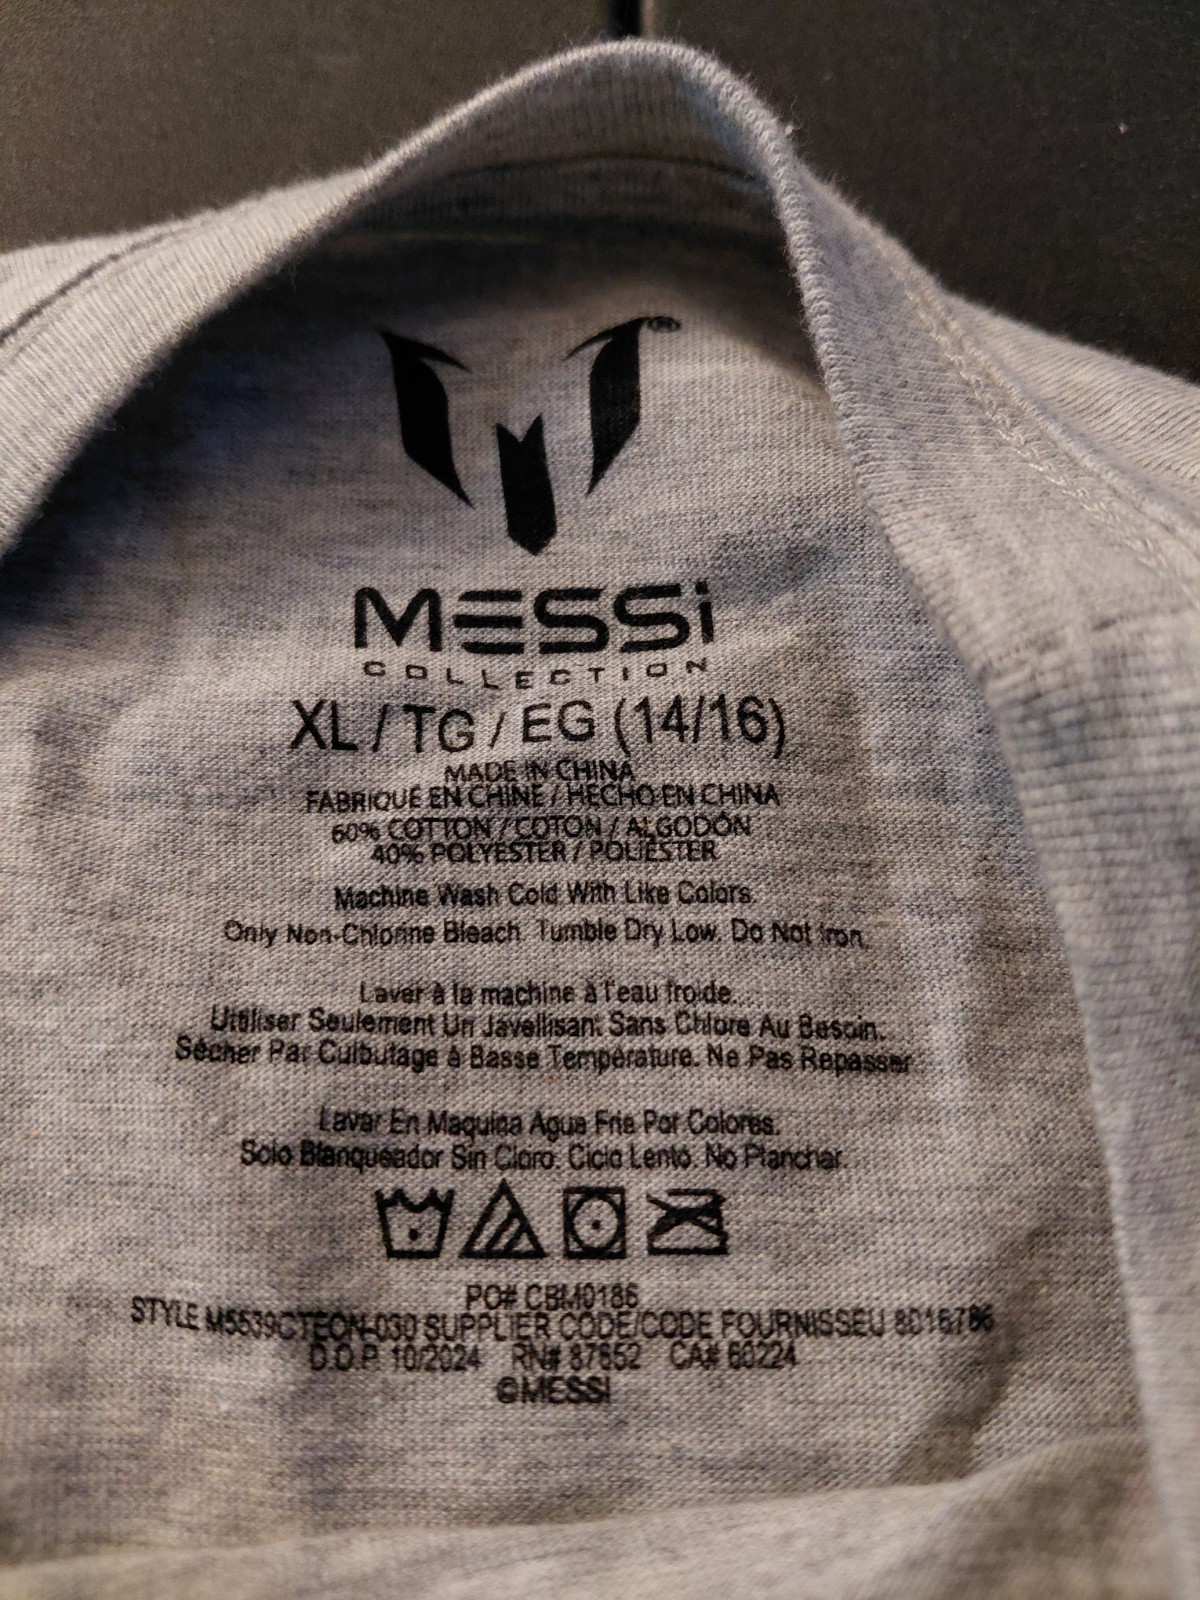 ®
MESSi
COLLECTION
XL / TG / EG (14/16)
MADE IN CHINA
FABRIQUE EN CHINE / HECHO EN CHINA
60% COTTON / COTON / ALGODÓN
40% POLYESTER / POLIÉSTER
Machine Wash Cold With Like Colors.
Only Non-Chlorine Bleach. Tumble Dry Low. Do Not Iron.
Laver à la machine à l'eau froide...
Utiliser Seulement Un Javellisant Sans Chlore Au Besoin.
Sécher Par Culbutage à Basse Température. Ne Pas Repasser.
Lavar En Maquina Agua Fria Por Colores.
Solo Blanqueador Sin Cloro. Ciclo Lento. No Planchar.
PO# CBM0186
STYLE M5539CTEON-030 SUPPLIER CODE/CODE FOURNISSEU 8016786
D.O.P. 10/2024 RN# 87652 CA# 60224
©MESSI